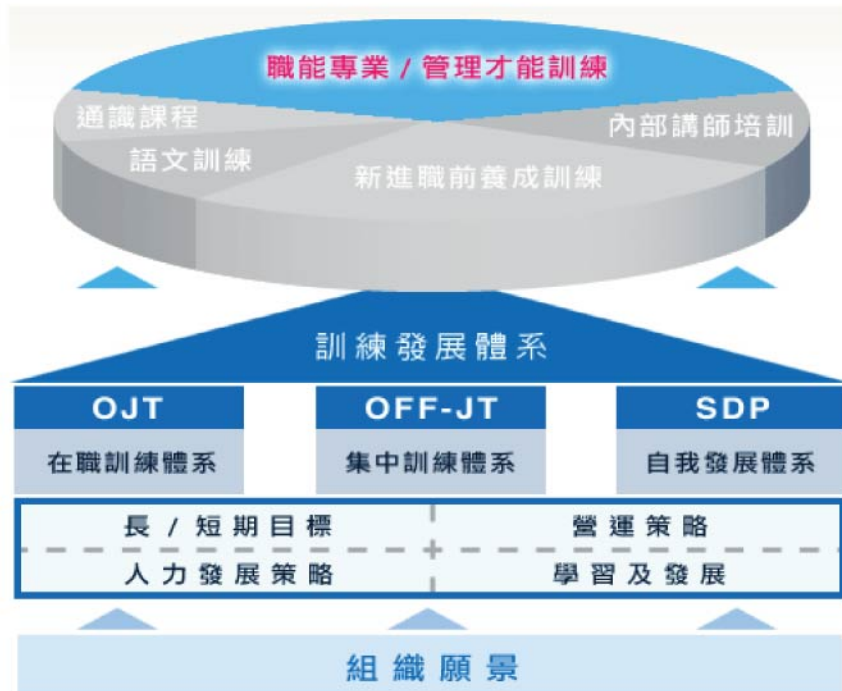 職能專業 / 管理才能訓練
通識課程
內部講師培訓
語文訓練
新進職前養成訓練
訓練發展體系
OJT
OFF-JT
SDP
在職訓練體系
集中訓練體系
自我發展體系
長 / 短期目標
營運策略
人力發展策略
學習及發展
組織願景